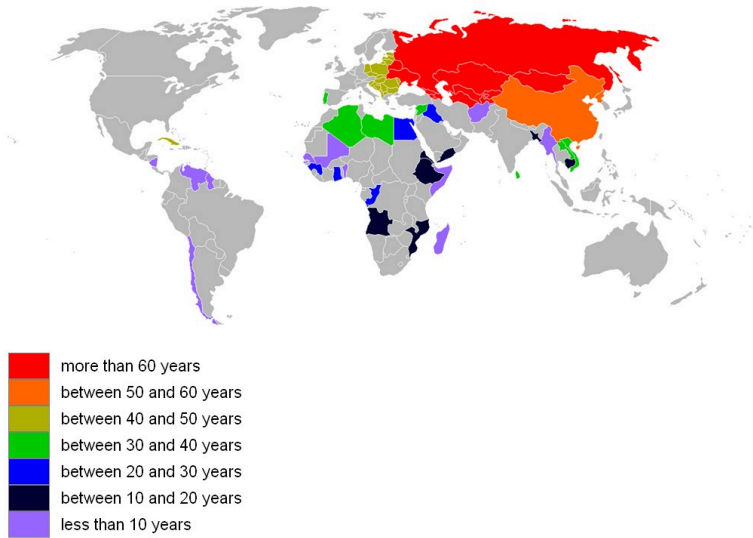 more than 60 years
between 50 and 60 years
between 40 and 50 years
between 30 and 40 years
between 20 and 30 years
between 10 and 20 years
less than 10 years